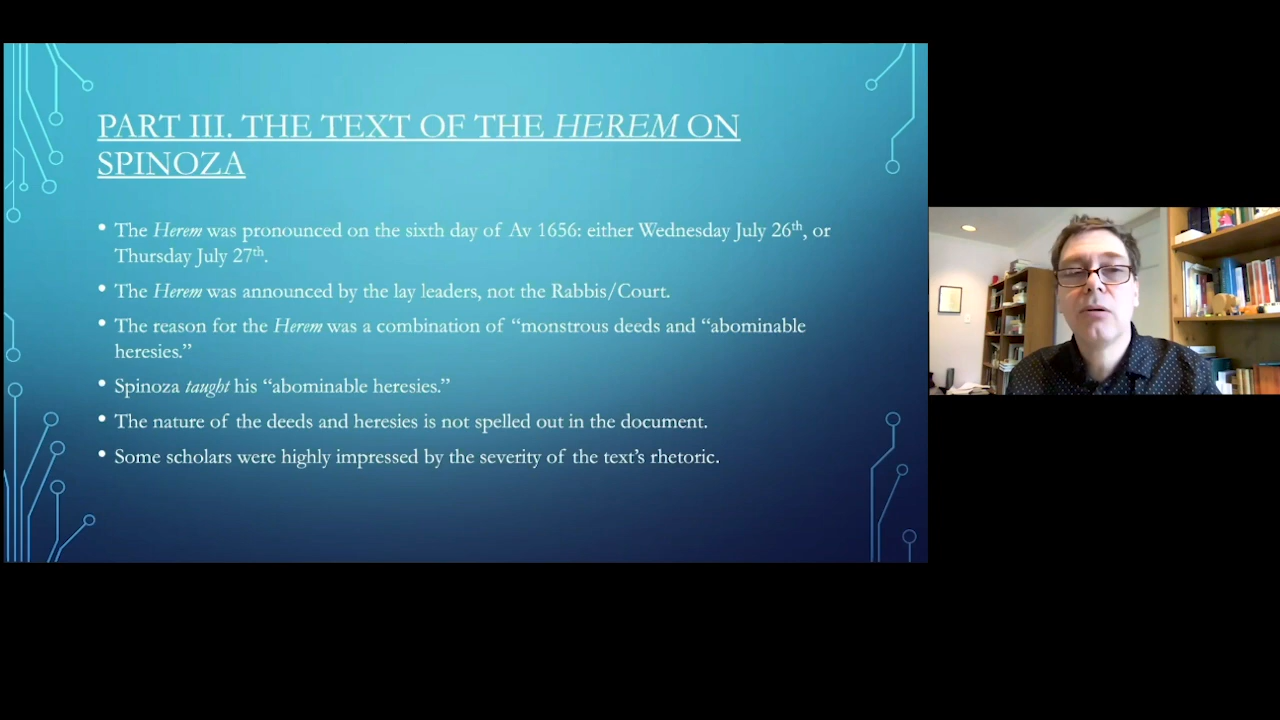 PART III. THE TEXT OF THE HEREM ON
SPINOZA
• The Herem was pronounced on the sixth day of Av 1656: either Wednesday July 26th, or
Thursday July 27th.
• The Herem was announced by the lay leaders, not the Rabbis/Court.
• The reason for the Herem was a combination of “monstrous deeds and “abominable
heresies.”
• Spinoza taught his “abominable heresies.”
• The nature of the deeds and heresies is not spelled out in the document.
• Some scholars were highly impressed by the severity of the text’s rhetoric.